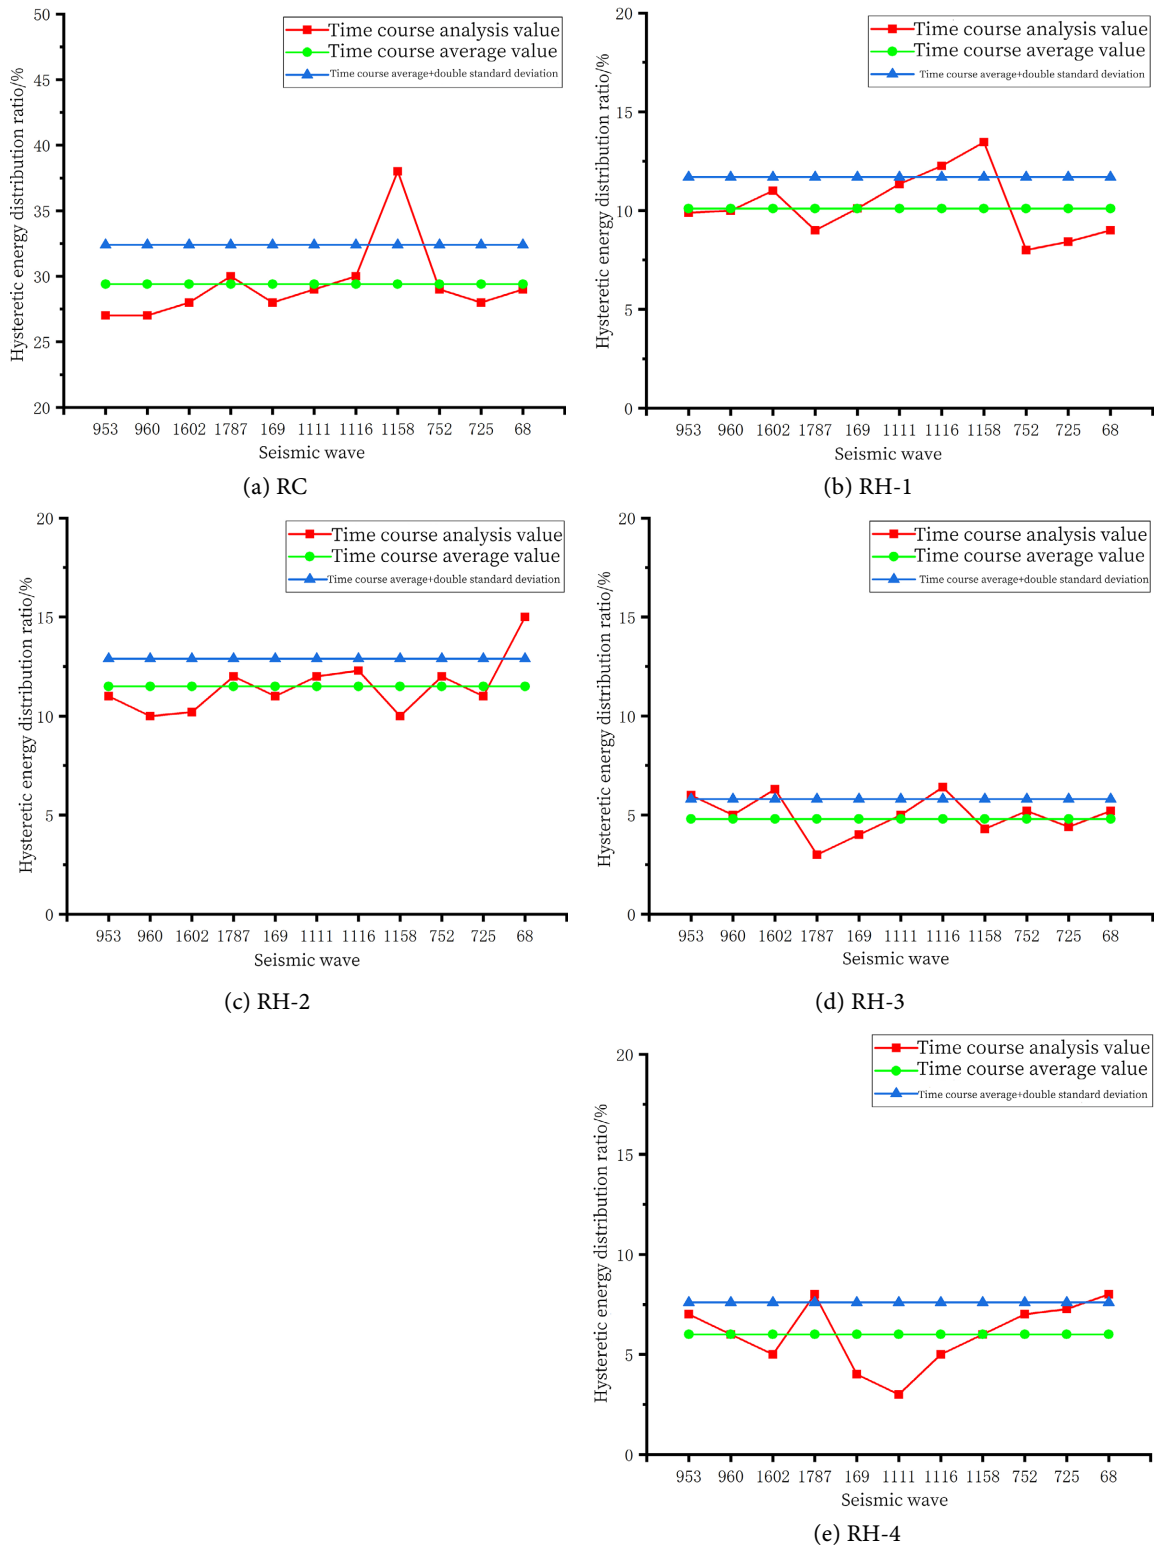 Hysteretic energy distribution ratio/%
50
45
40
35
30
25
20
Time course analysis value
Time course average value
Time course average+double standard deviation
953 960 1602 1787 169 1111 1116 1158 752 725 68
Seismic wave
(a) RC
Hysteretic energy distribution ratio/%
20
15
10
5
0
Time course analysis value
Time course average value
Time course average+double standard deviation
953 960 1602 1787 169 1111 1116 1158 752 725 68
Seismic wave
(b) RH-1
Hysteretic energy distribution ratio/%
20
15
10
5
0
Time course analysis value
Time course average value
Time course average+double standard deviation
953 960 1602 1787 169 1111 1116 1158 752 725 68
Seismic wave
(c) RH-2
Hysteretic energy distribution ratio/%
20
15
10
5
0
Time course analysis value
Time course average value
Time course average+double standard deviation
953 960 1602 1787 169 1111 1116 1158 752 725 68
Seismic wave
(d) RH-3
Hysteretic energy distribution ratio/%
20
15
10
5
0
Time course analysis value
Time course average value
Time course average+double standard deviation
953 960 1602 1787 169 1111 1116 1158 752 725 68
Seismic wave
(e) RH-4